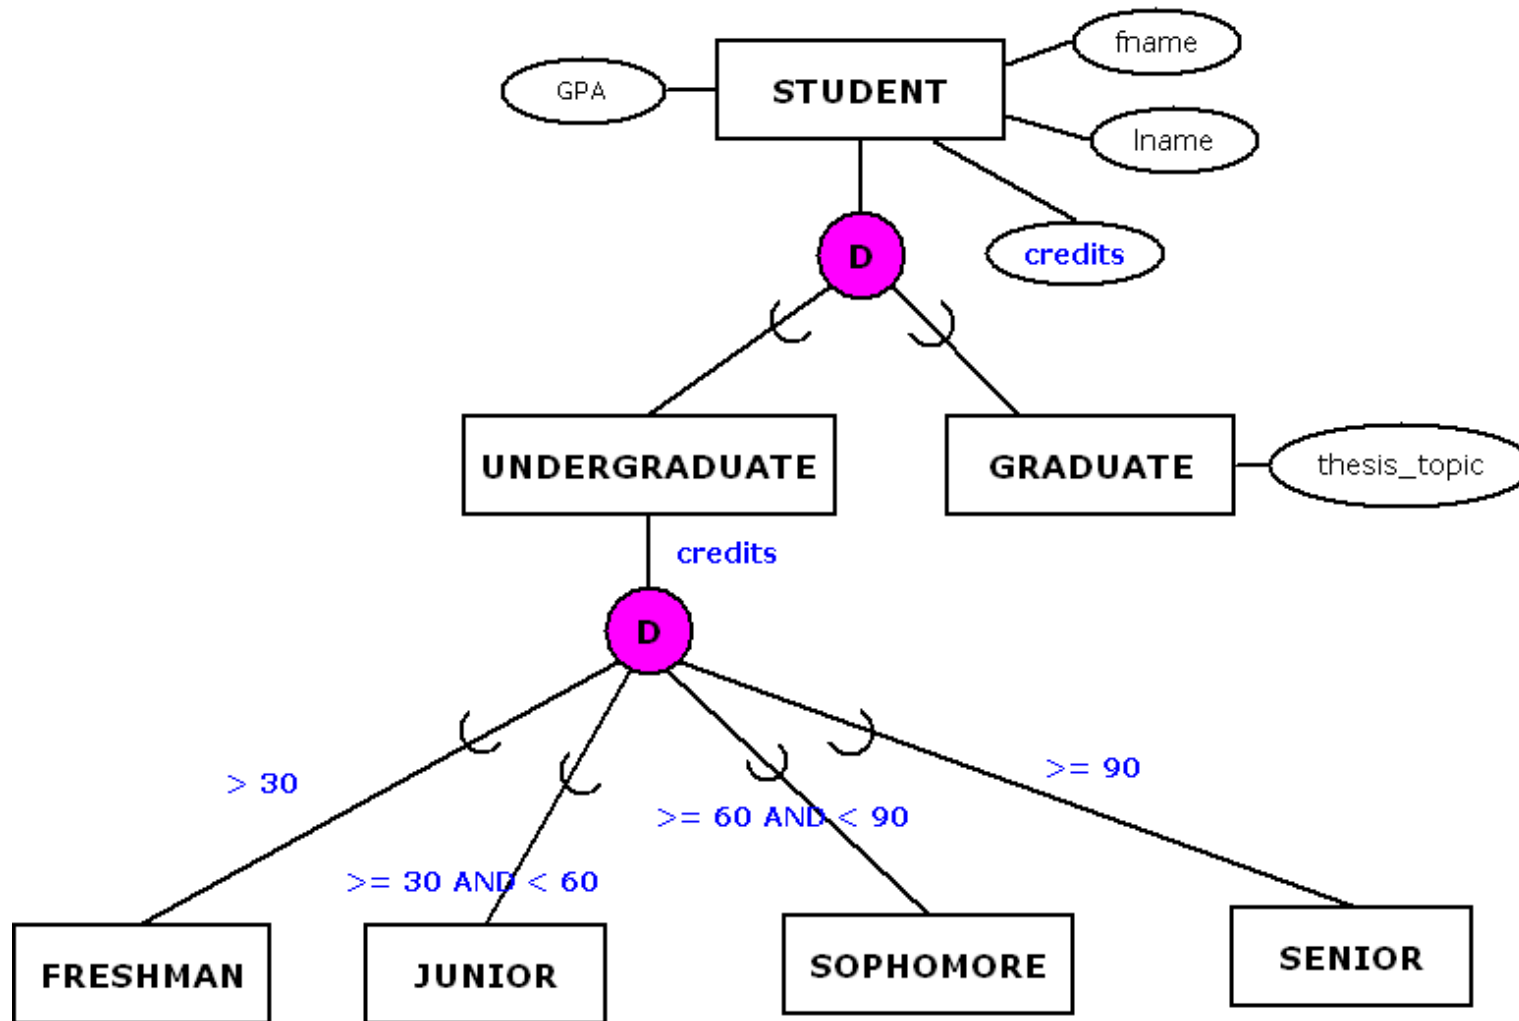 fname
GPA
STUDENT
lname
D
credits
UNDERGRADUATE
GRADUATE
thesis_topic
credits
D
> 30
>= 30 AND < 60
>= 60 AND < 90
>= 90
FRESHMAN
JUNIOR
SOPHOMORE
SENIOR